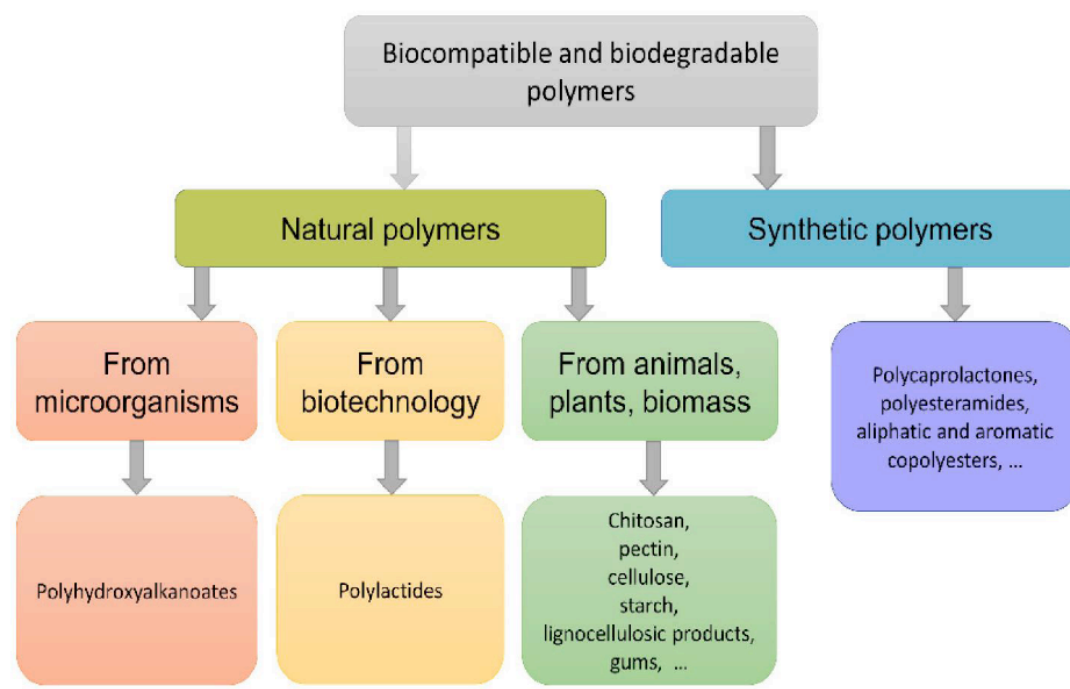 Biocompatible and biodegradable
polymers
Natural polymers
Synthetic polymers
From
microorganisms
From
biotechnology
From animals,
plants, biomass
Polycaprolactones,
polyesteramides,
aliphatic and aromatic
copolyesters, ...
Polyhydroxyalkanoates
Polylactides
Chitosan,
pectin,
cellulose,
starch,
lignocellulosic products,
gums, ...